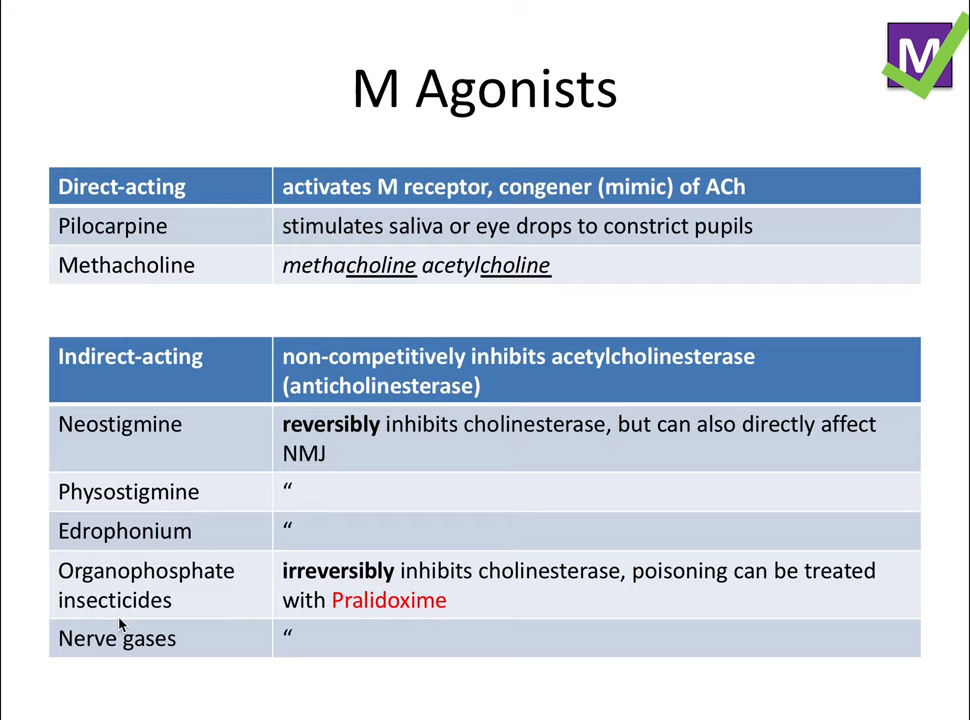 M
M Agonists
Direct-acting activates M receptor, congener (mimic) of ACh
Pilocarpine stimulates saliva or eye drops to constrict pupils
Methacholine methacholine acetylcholine
Indirect-acting non-competitively inhibits acetylcholinesterase
(anticholinesterase)
Neostigmine reversibly inhibits cholinesterase, but can also directly affect
NMJ
Physostigmine “
Edrophonium “
Organophosphate irreversibly inhibits cholinesterase, poisoning can be treated
insecticides with Pralidoxime
Nerve gases “